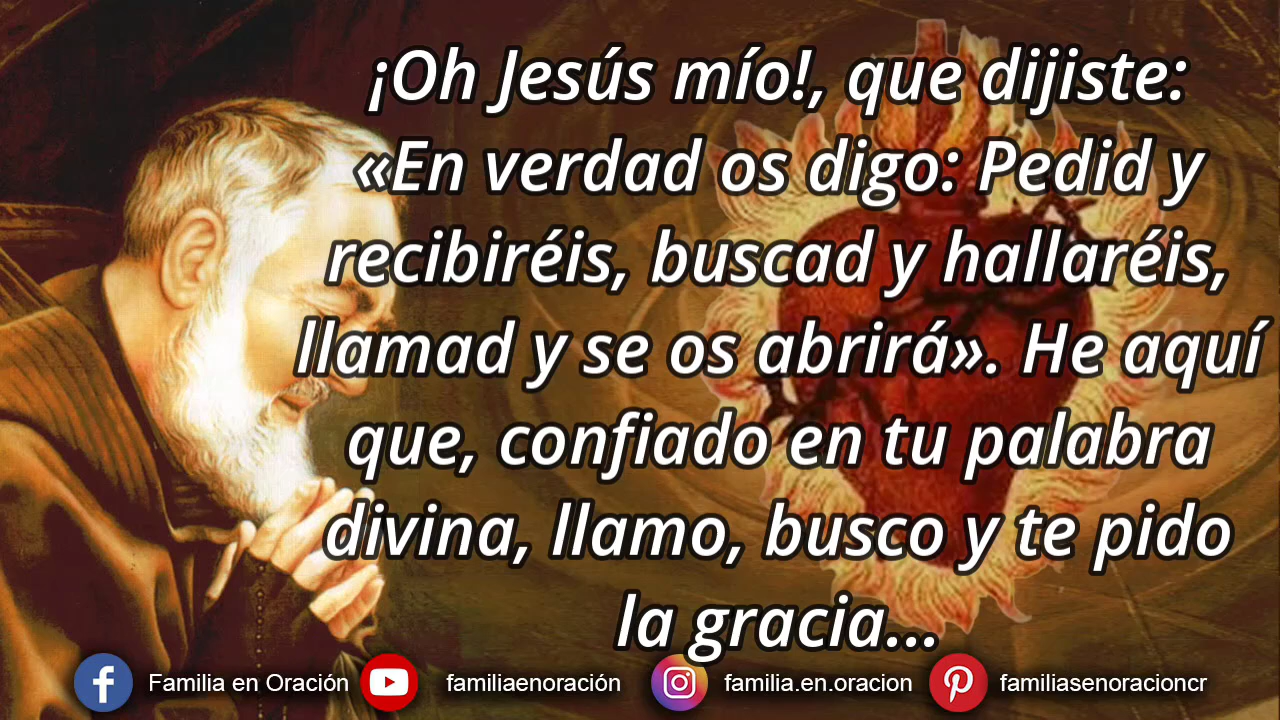 ¡Oh Jesús mío!, que dijiste:
«En verdad os digo: Pedid y
recibiréis, buscad y hallaréis,
llamad y se os abrirá». He aquí
que, confiado en tu palabra
divina, llamo, busco y te pido
la gracia...
Familia en Oración familiaenoración familia.en.oracion familiasenoracioncr